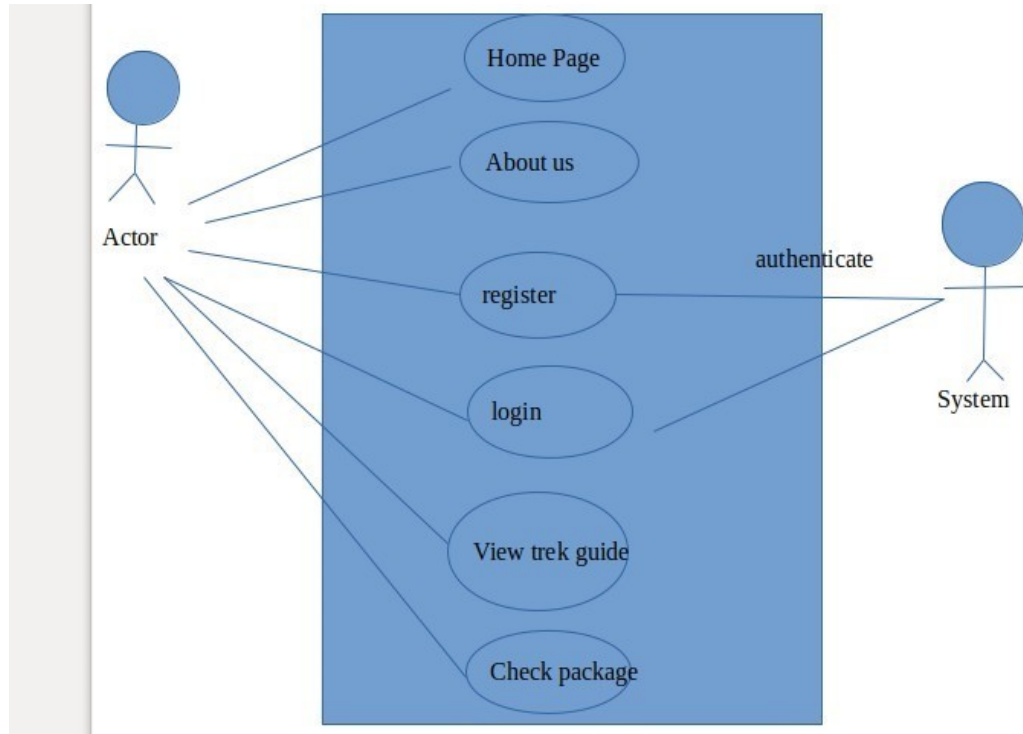 Home Page
About us
Actor
register
authenticate
login
System
View trek guide
Check package